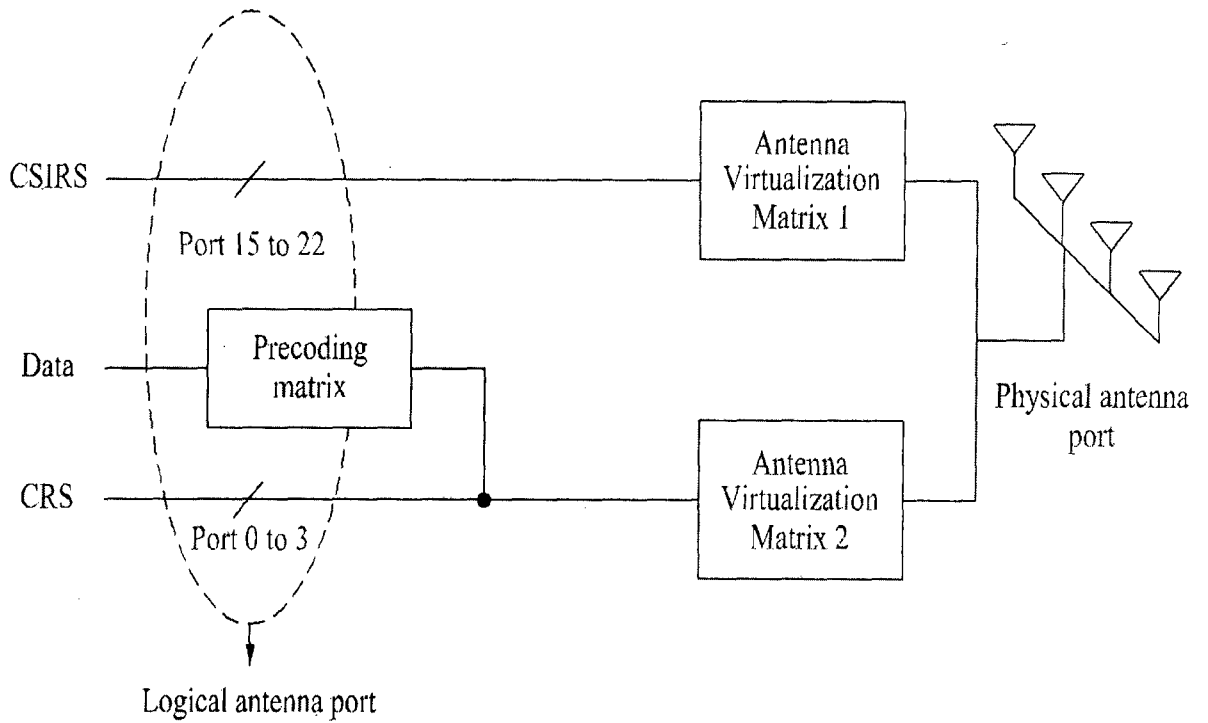 CSIRS
Port 15 to 22
Antenna
Virtualization
Matrix 1
Data
Precoding
matrix
Physical antenna
port
CRS
Port 0 to 3
Antenna
Virtualization
Matrix 2
Logical antenna port